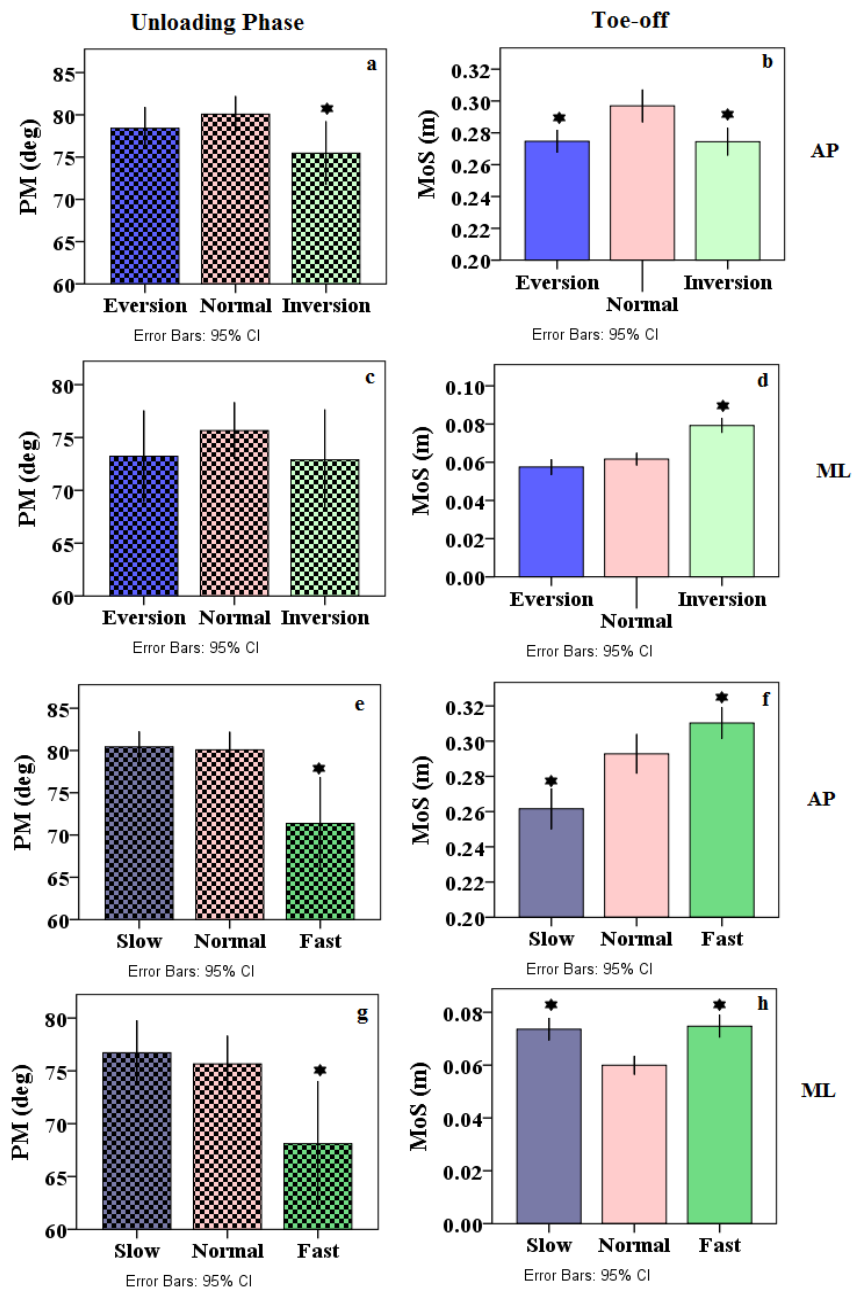 Unloading Phase
Toe-off
a
85
80
75
70
65
60
PM (deg)
Eversion Normal Inversion
Error Bars: 95% CI
b
0.32
0.30
0.28
0.26
0.24
0.22
0.20
MoS (m)
Eversion Inversion
Normal
Error Bars: 95% CI
AP
c
80
75
70
65
60
PM (deg)
Eversion Normal Inversion
Error Bars: 95% CI
d
0.10
0.08
0.06
0.04
0.02
0.00
MoS (m)
Eversion Inversion
Normal
Error Bars: 95% CI
ML
e
85
80
75
70
65
60
PM (deg)
Slow Normal Fast
Error Bars: 95% CI
f
0.32
0.30
0.28
0.26
0.24
0.22
0.20
MoS (m)
Slow Normal Fast
Error Bars: 95% CI
AP
g
80
75
70
65
60
PM (deg)
Slow Normal Fast
Error Bars: 95% CI
h
0.08
0.06
0.04
0.02
0.00
MoS (m)
Slow Normal Fast
Error Bars: 95% CI
ML